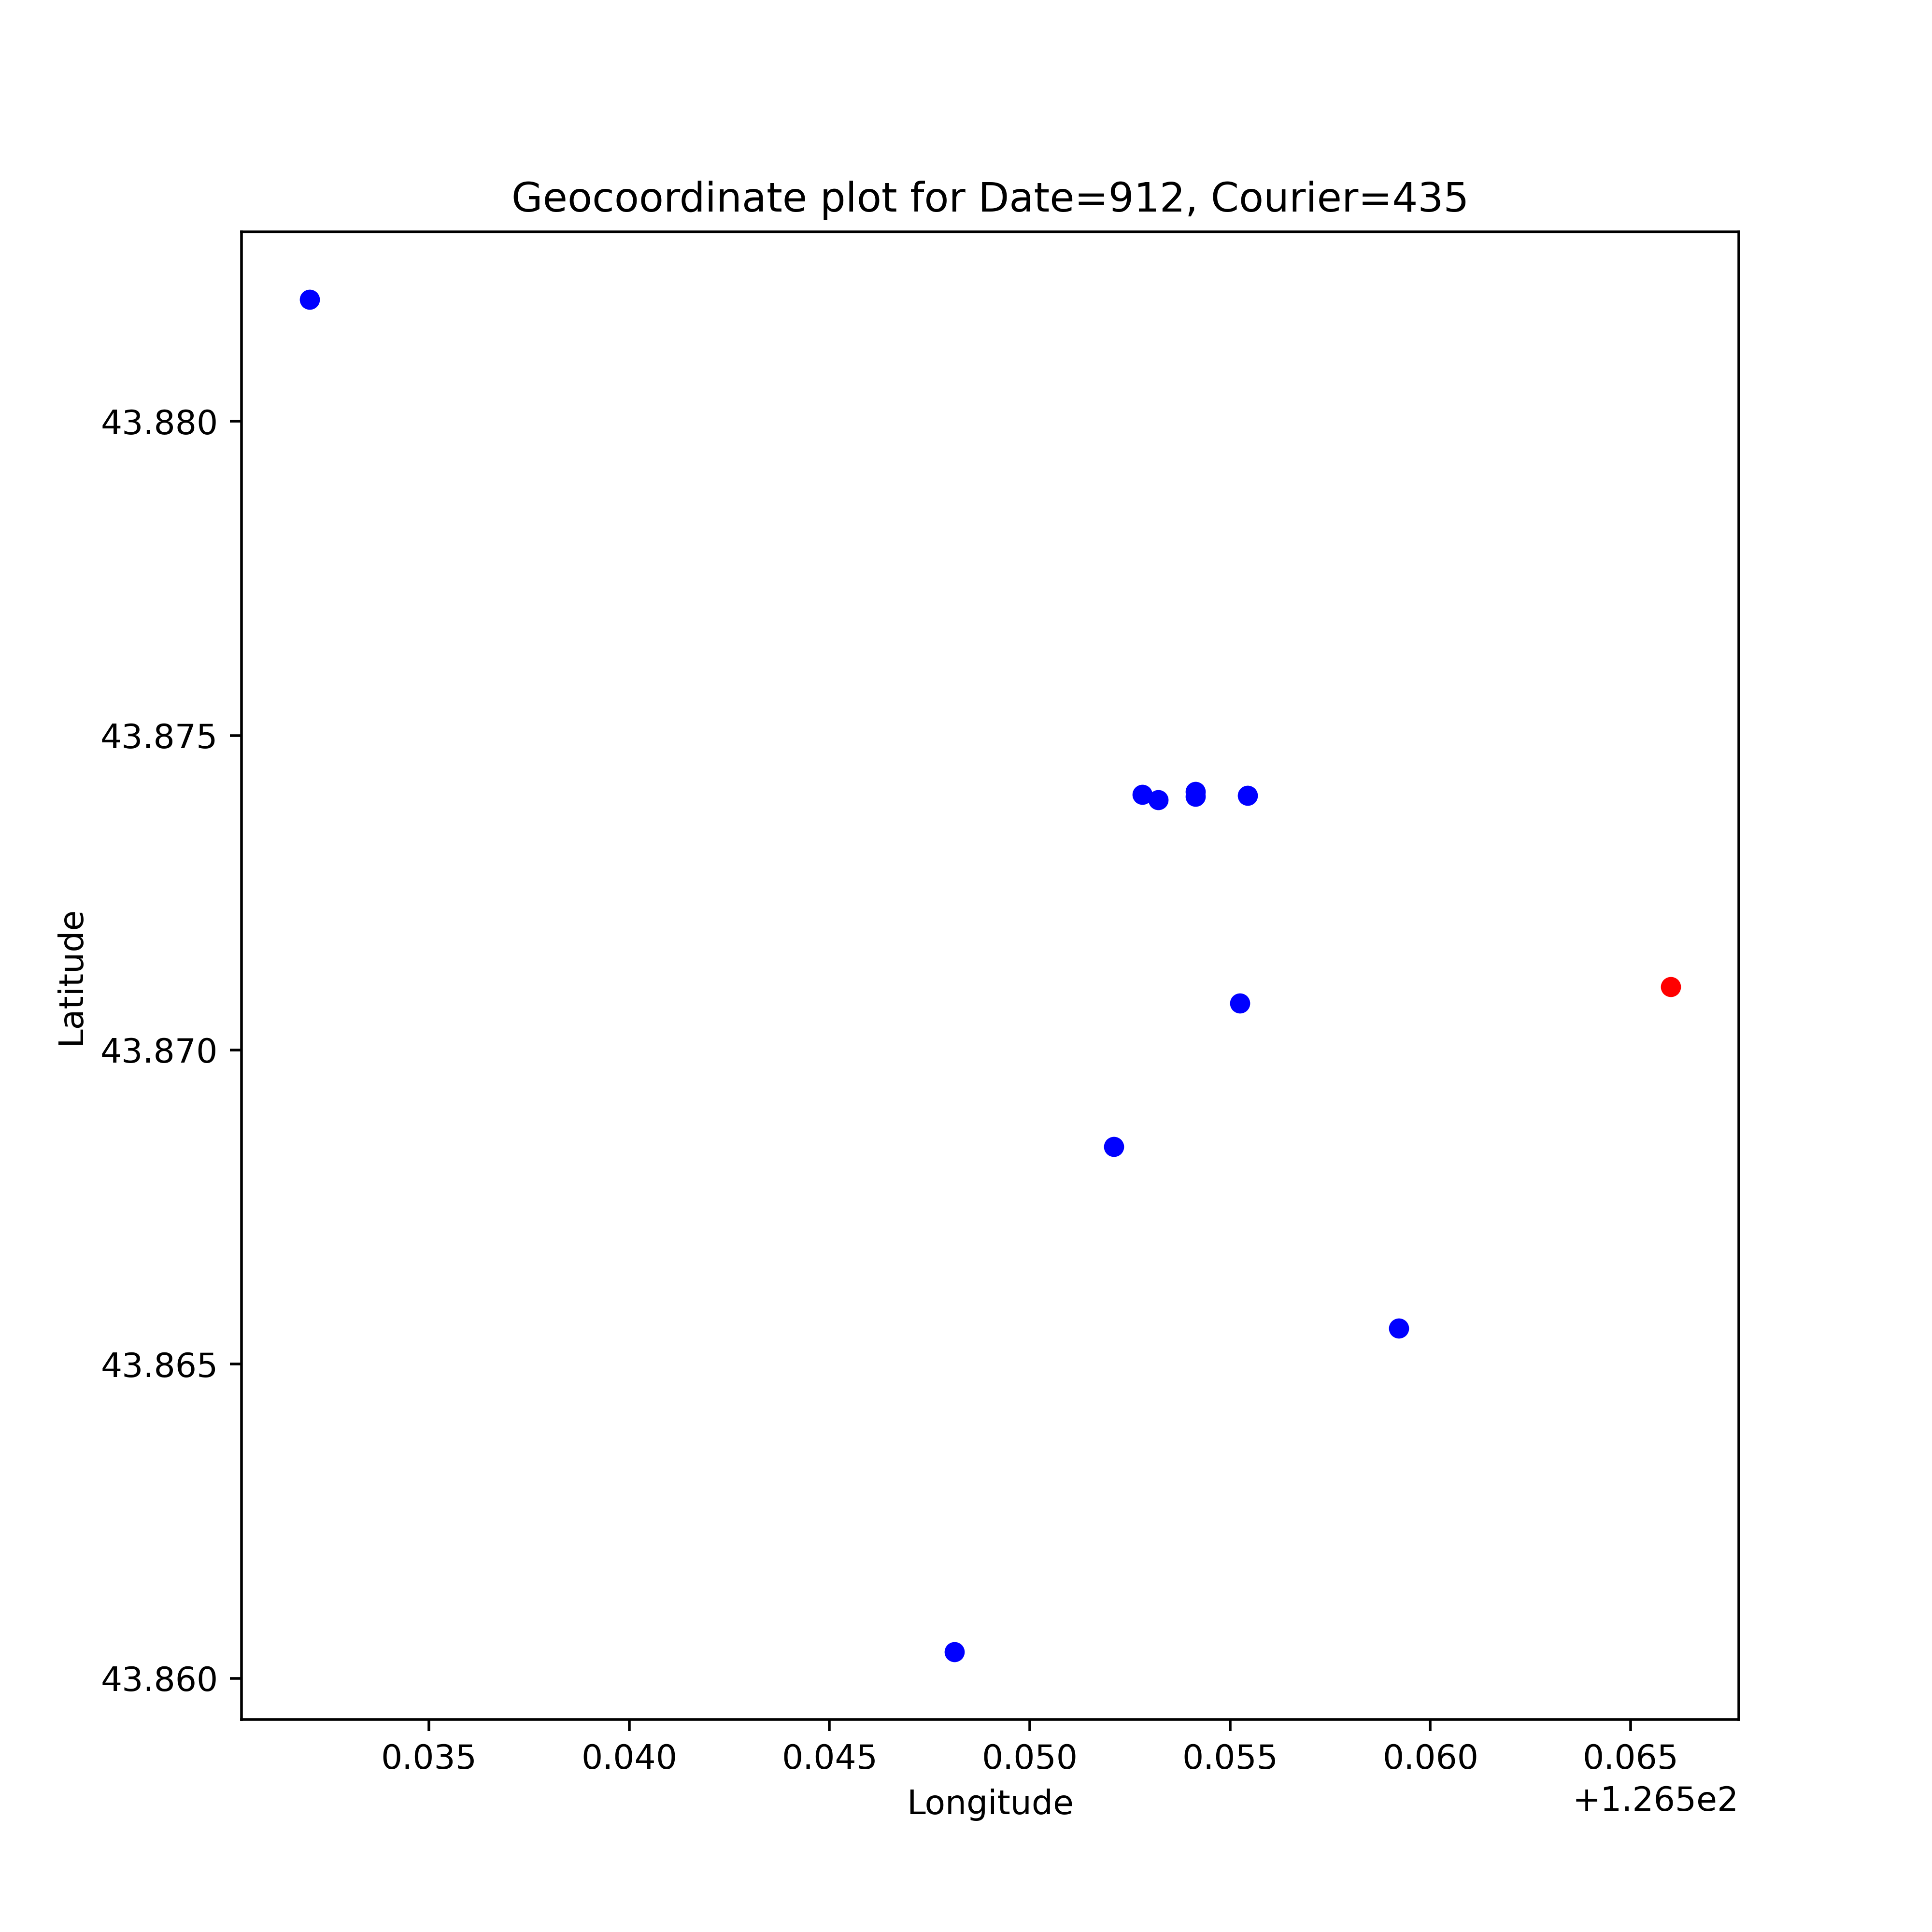 Geocoordinate plot for Date=912, Courier=435
43.880
43.875
43.870
43.865
43.860
Latitude
0.035 0.040 0.045 0.050 0.055 0.060 0.065
+1.265e2
Longitude